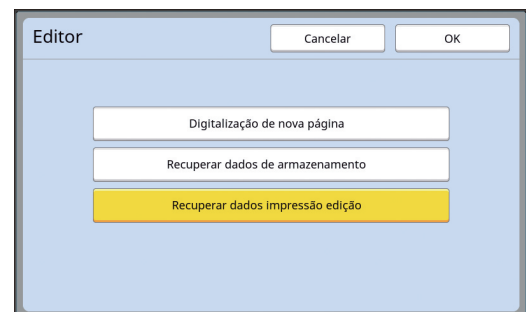 Editor
Cancelar
OK
Digitalização de nova página
Recuperar dados de armazenamento
Recuperar dados impressão edição